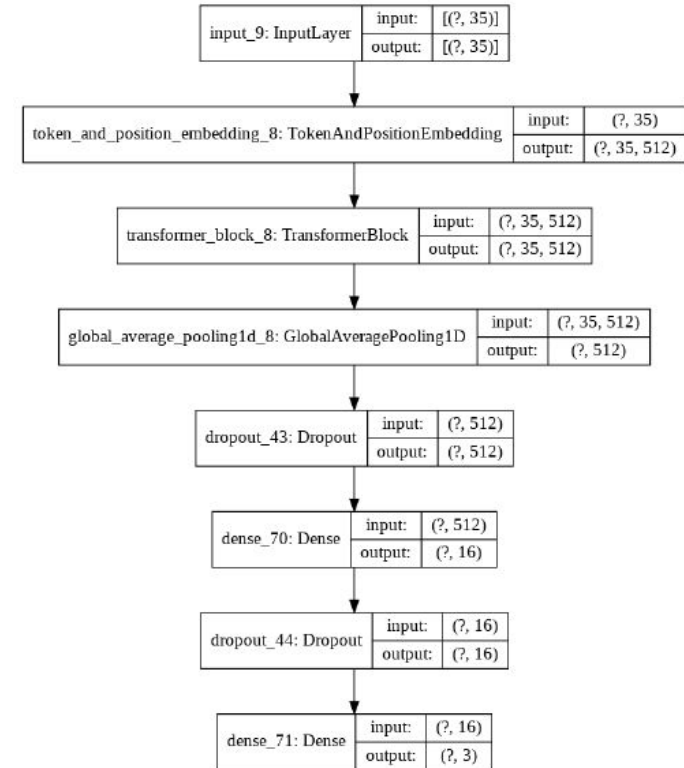 input_9: InputLayer
input: [(?, 35)]
output: [(?, 35)]
token_and_position_embedding_8: TokenAndPositionEmbedding
input: (?, 35)
output: (?, 35, 512)
transformer_block_8: TransformerBlock
input: (?, 35, 512)
output: (?, 35, 512)
global_average_pooling1d_8: GlobalAveragePooling1D
input: (?, 35, 512)
output: (?, 512)
dropout_43: Dropout
input: (?, 512)
output: (?, 512)
dense_70: Dense
input: (?, 512)
output: (?, 16)
dropout_44: Dropout
input: (?, 16)
output: (?, 16)
dense_71: Dense
input: (?, 16)
output: (?, 3)